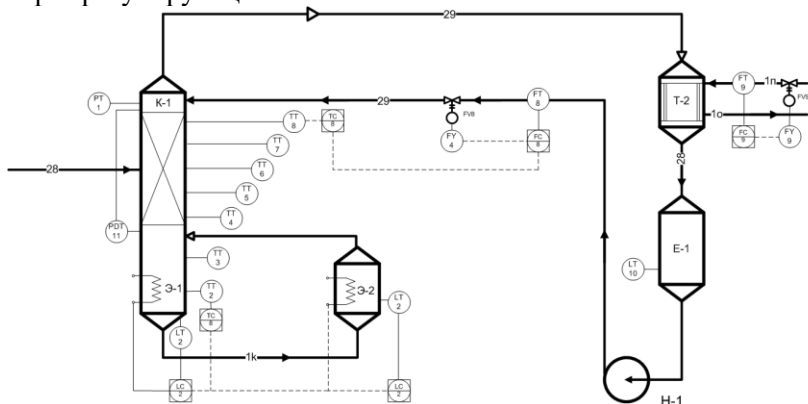 29
PT
1
К-1
29
FT
8
Т-2
1п
FT
9
FV8
TT
8
TC
8
FV8
FY
4
FC
8
1о
FC
9
FY
9
TT
7
28
TT
6
28
TT
5
TT
4
PDT
11
TT
3
Е-1
LT
10
Э-1
TT
2
Э-2
LT
2
TC
8
LT
2
1k
LC
2
LC
2
Н-1